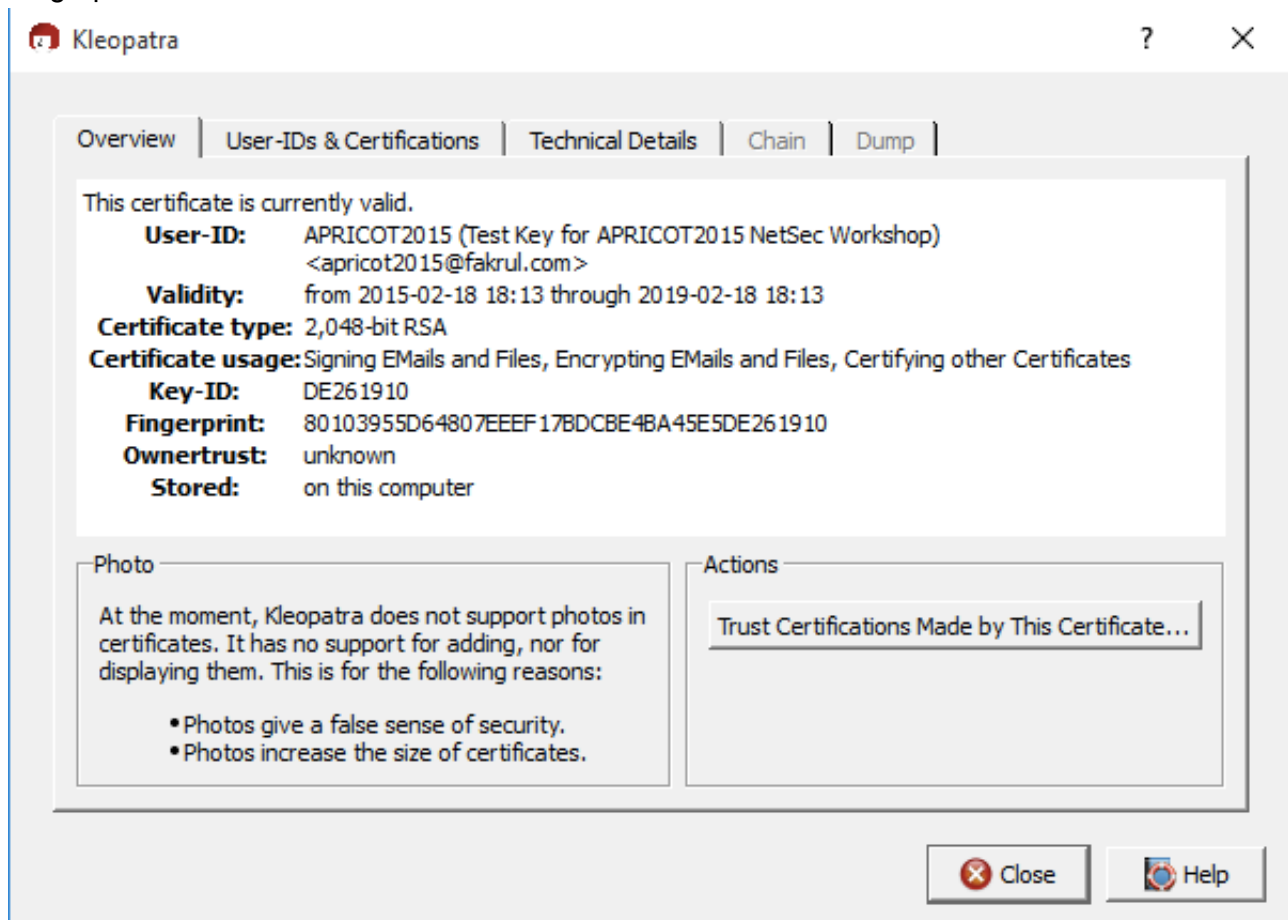 Kleopatra
Overview User-IDs & Certifications Technical Details Chain Dump
This certificate is currently valid.
User-ID: APRICOT2015 (Test Key for APRICOT2015 NetSec Workshop)
<apricot2015@fakrul.com>
Validity: from 2015-02-18 18:13 through 2019-02-18 18:13
Certificate type: 2,048-bit RSA
Certificate usage: Signing EMails and Files, Encrypting EMails and Files, Certifying other Certificates
Key-ID: DE261910
Fingerprint: 80103955D64807EEEF17BDCBE4BA45E5DE261910
Ownertrust: unknown
Stored: on this computer
Photo
At the moment, Kleopatra does not support photos in
certificates. It has no support for adding, nor for
displaying them. This is for the following reasons:
• Photos give a false sense of security.
• Photos increase the size of certificates.
Actions
Trust Certifications Made by This Certificate...
Close Help